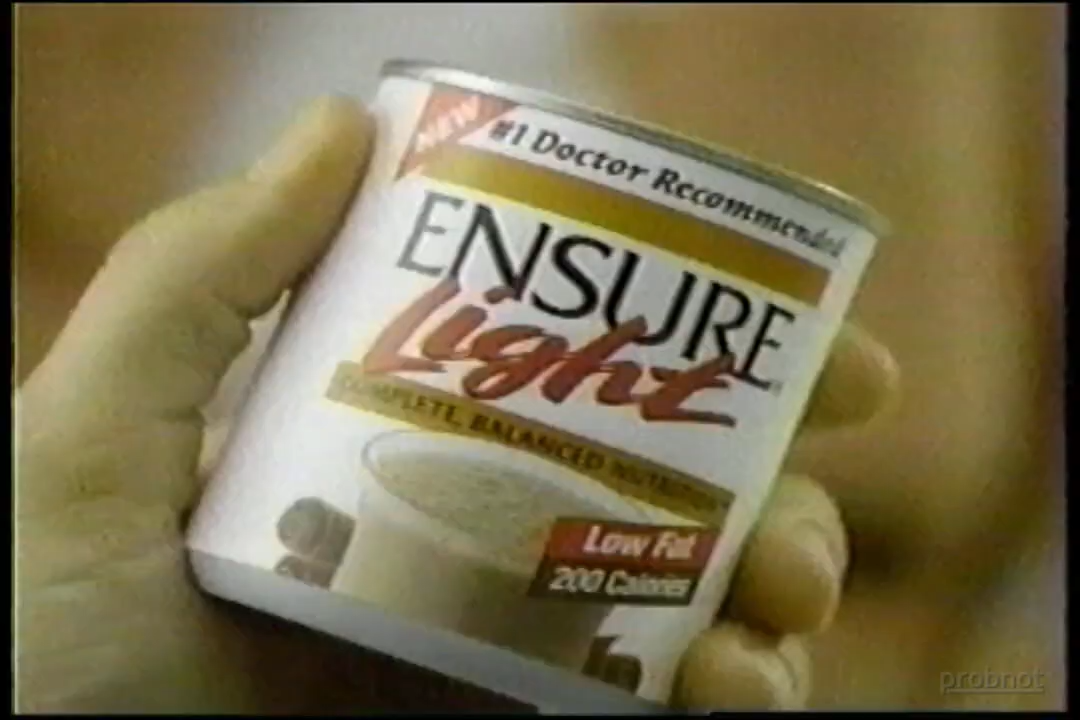 NEW
#1 Doctor Recommended
ENSURE
Light
COMPLETE, BALANCED NUTRITION
Low Fat
200 Calories
probnot